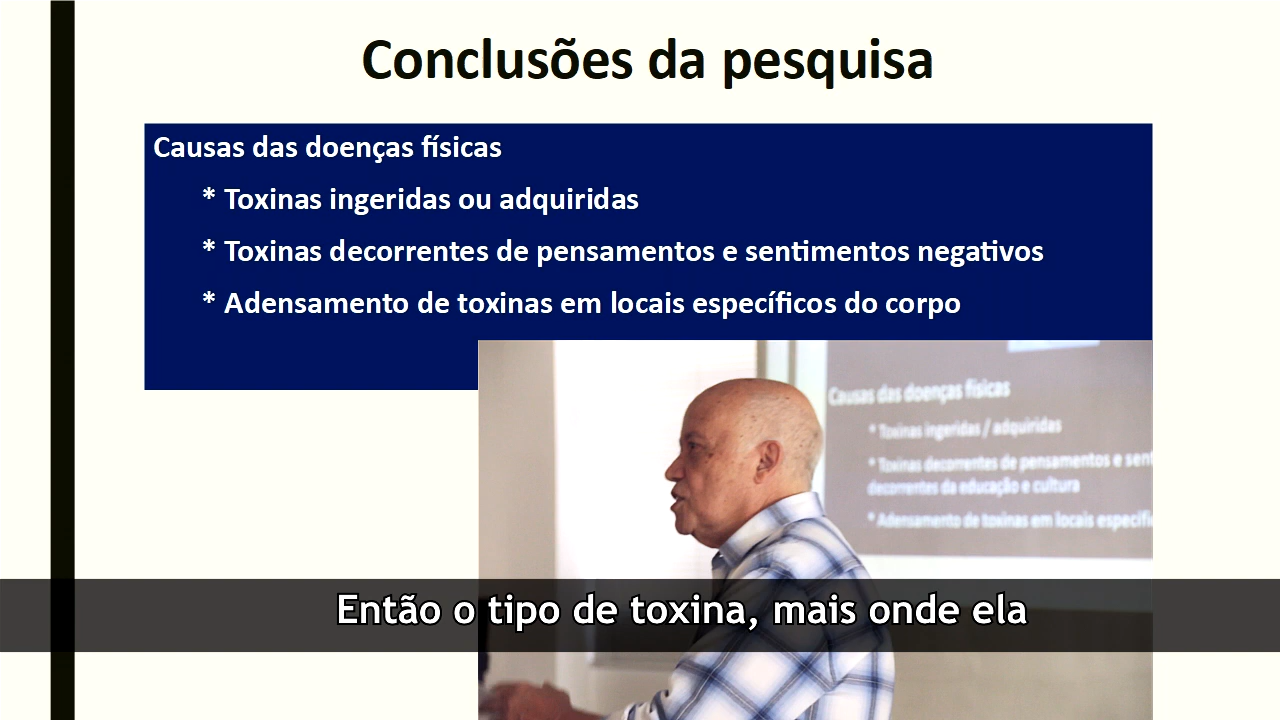 Conclusões da pesquisa
Causas das doenças físicas
* Toxinas ingeridas ou adquiridas
* Toxinas decorrentes de pensamentos e sentimentos negativos
* Adensamento de toxinas em locais específicos do corpo
Causas das doenças físicas
* Toxinas ingeridas / adquiridas
* Toxinas decorrentes de pensamentos e sent
decorrentes da educação e cultura
* Adensamento de toxinas em locais específi
Então o tipo de toxina, mais onde ela